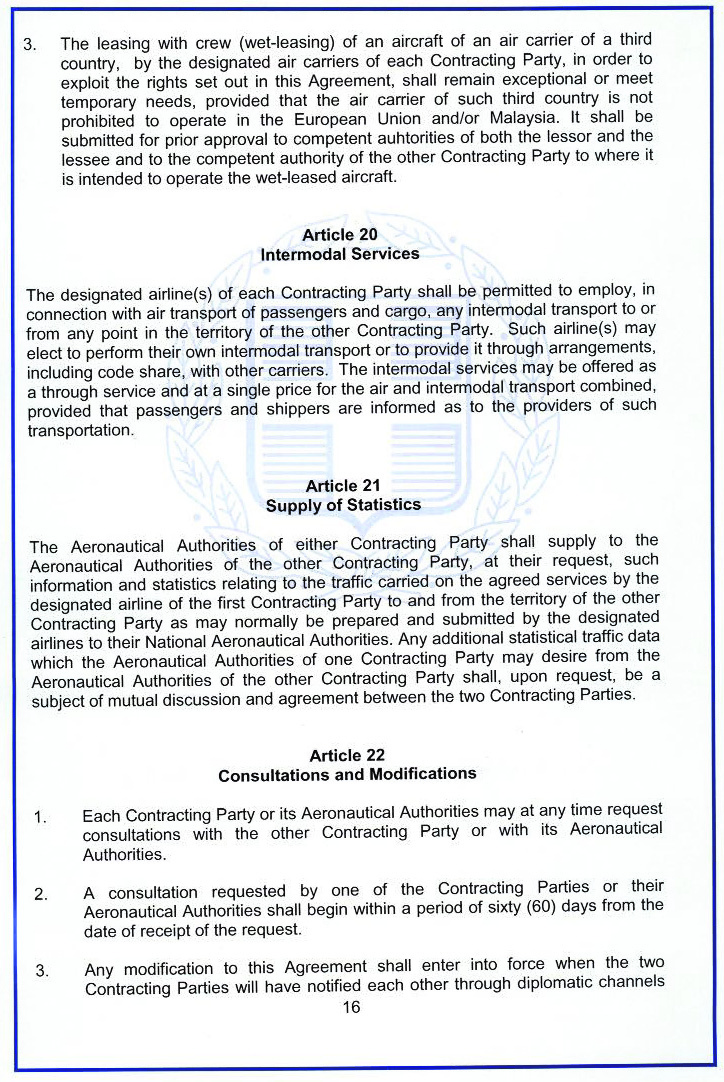 3. The leasing with crew (wet-leasing) of an aircraft of an air carrier of a third
country, by the designated air carriers of each Contracting Party, in order to
exploit the rights set out in this Agreement, shall remain exceptional or meet
temporary needs, provided that the air carrier of such third country is not
prohibited to operate in the European Union and/or Malaysia. It shall be
submitted for prior approval to competent auhtorities of both the lessor and the
lessee and to the competent authority of the other Contracting Party to where it
is intended to operate the wet-leased aircraft.
Article 20
Intermodal Services
The designated airline(s) of each Contracting Party shall be permitted to employ, in
connection with air transport of passengers and cargo, any intermodal transport to or
from any point in the territory of the other Contracting Party. Such airline(s) may
elect to perform their own intermodal transport or to provide it through arrangements,
including code share, with other carriers. The intermodal services may be offered as
a through service and at a single price for the air and intermodal transport combined,
provided that passengers and shippers are informed as to the providers of such
transportation.
Article 21
Supply of Statistics
The Aeronautical Authorities of either Contracting Party shall supply to the
Aeronautical Authorities of the other Contracting Party, at their request, such
information and statistics relating to the traffic carried on the agreed services by the
designated airline of the first Contracting Party to and from the territory of the other
Contracting Party as may normally be prepared and submitted by the designated
airlines to their National Aeronautical Authorities. Any additional statistical traffic data
which the Aeronautical Authorities of one Contracting Party may desire from the
Aeronautical Authorities of the other Contracting Party shall, upon request, be a
subject of mutual discussion and agreement between the two Contracting Parties.
Article 22
Consultations and Modifications
1. Each Contracting Party or its Aeronautical Authorities may at any time request
consultations with the other Contracting Party or with its Aeronautical
Authorities.
2. A consultation requested by one of the Contracting Parties or their
Aeronautical Authorities shall begin within a period of sixty (60) days from the
date of receipt of the request.
3. Any modification to this Agreement shall enter into force when the two
Contracting Parties will have notified each other through diplomatic channels
16